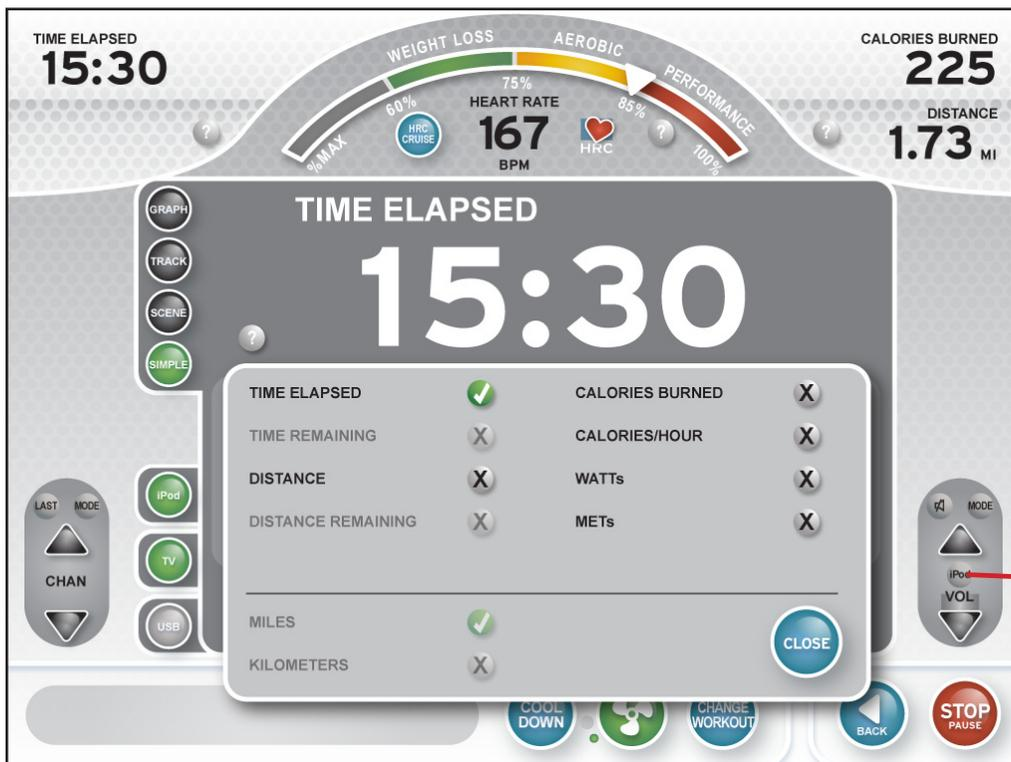 TIME ELAPSED
15:30
WEIGHT LOSS
AEROBIC
PERFORMANCE
%MAX
60%
75%
85%
100%
HRC
CRUISE
HEART RATE
167
BPM
HRC
?
?
?
CALORIES BURNED
225
DISTANCE
1.73 MI
GRAPH
TRACK
SCENE
SIMPLE
TIME ELAPSED
15:30
?
TIME ELAPSED
CALORIES BURNED X
TIME REMAINING X
CALORIES/HOUR X
DISTANCE X
WATTs X
DISTANCE REMAINING X
METs X
MILES
KILOMETERS X
CLOSE
LAST MODE
CHAN
iPod
TV
USB
MODE
iPod
VOL
COOL
DOWN
CHANGE
WORKOUT
BACK
STOP
PAUSE